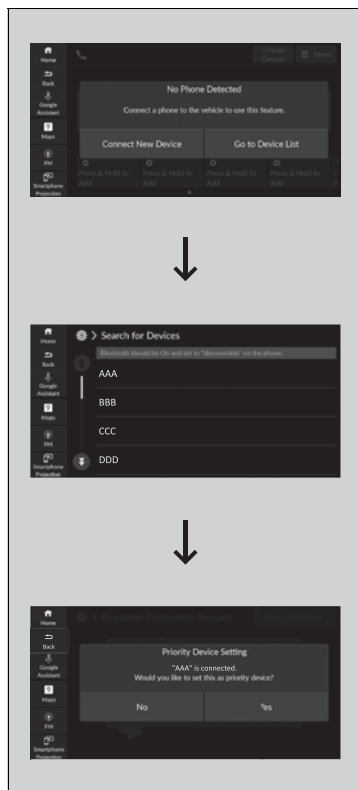 Home
Change
Devices
Menu
Back
No Phone Detected
Google
Assistant
Connect a phone to the vehicle to use this feature.
Maps
Connect New Device
Go to Device List
FM
Press & Hold to
Add
Press & Hold to
Add
Press & Hold to
Add
Press & Hold to
Add
Smartphone
Projection
Home
Search for Devices
Bluetooth should be On and set to "discoverable" on the phone.
Back
AAA
Google
Assistant
BBB
Maps
CCC
FM
DDD
Smartphone
Projection
Home
Bluetooth Connection Request
Back
Priority Device Setting
Google
Assistant
"AAA" is connected.
Would you like to set this as priority device?
Maps
No
Yes
FM
Smartphone
Projection